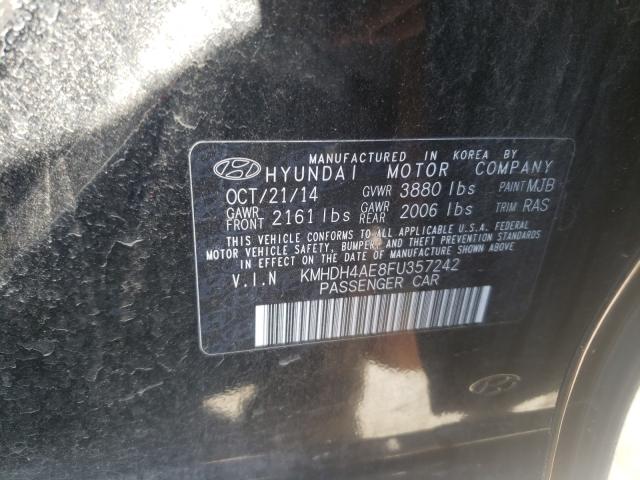 MANUFACTURED IN KOREA BY
HYUNDAI MOTOR COMPANY
OCT/21/14 GVWR 3880 lbs PAINT MJB
GAWR FRONT 2161 lbs GAWR REAR 2006 lbs TRIM RAS
THIS VEHICLE CONFORMS TO ALL APPLICABLE U.S.A. FEDERAL
MOTOR VEHICLE SAFETY, BUMPER, AND THEFT PREVENTION STANDARDS
IN EFFECT ON THE DATE OF MANUFACTURE SHOWN ABOVE
V.I.N KMHDH4AE8FU357242
PASSENGER CAR